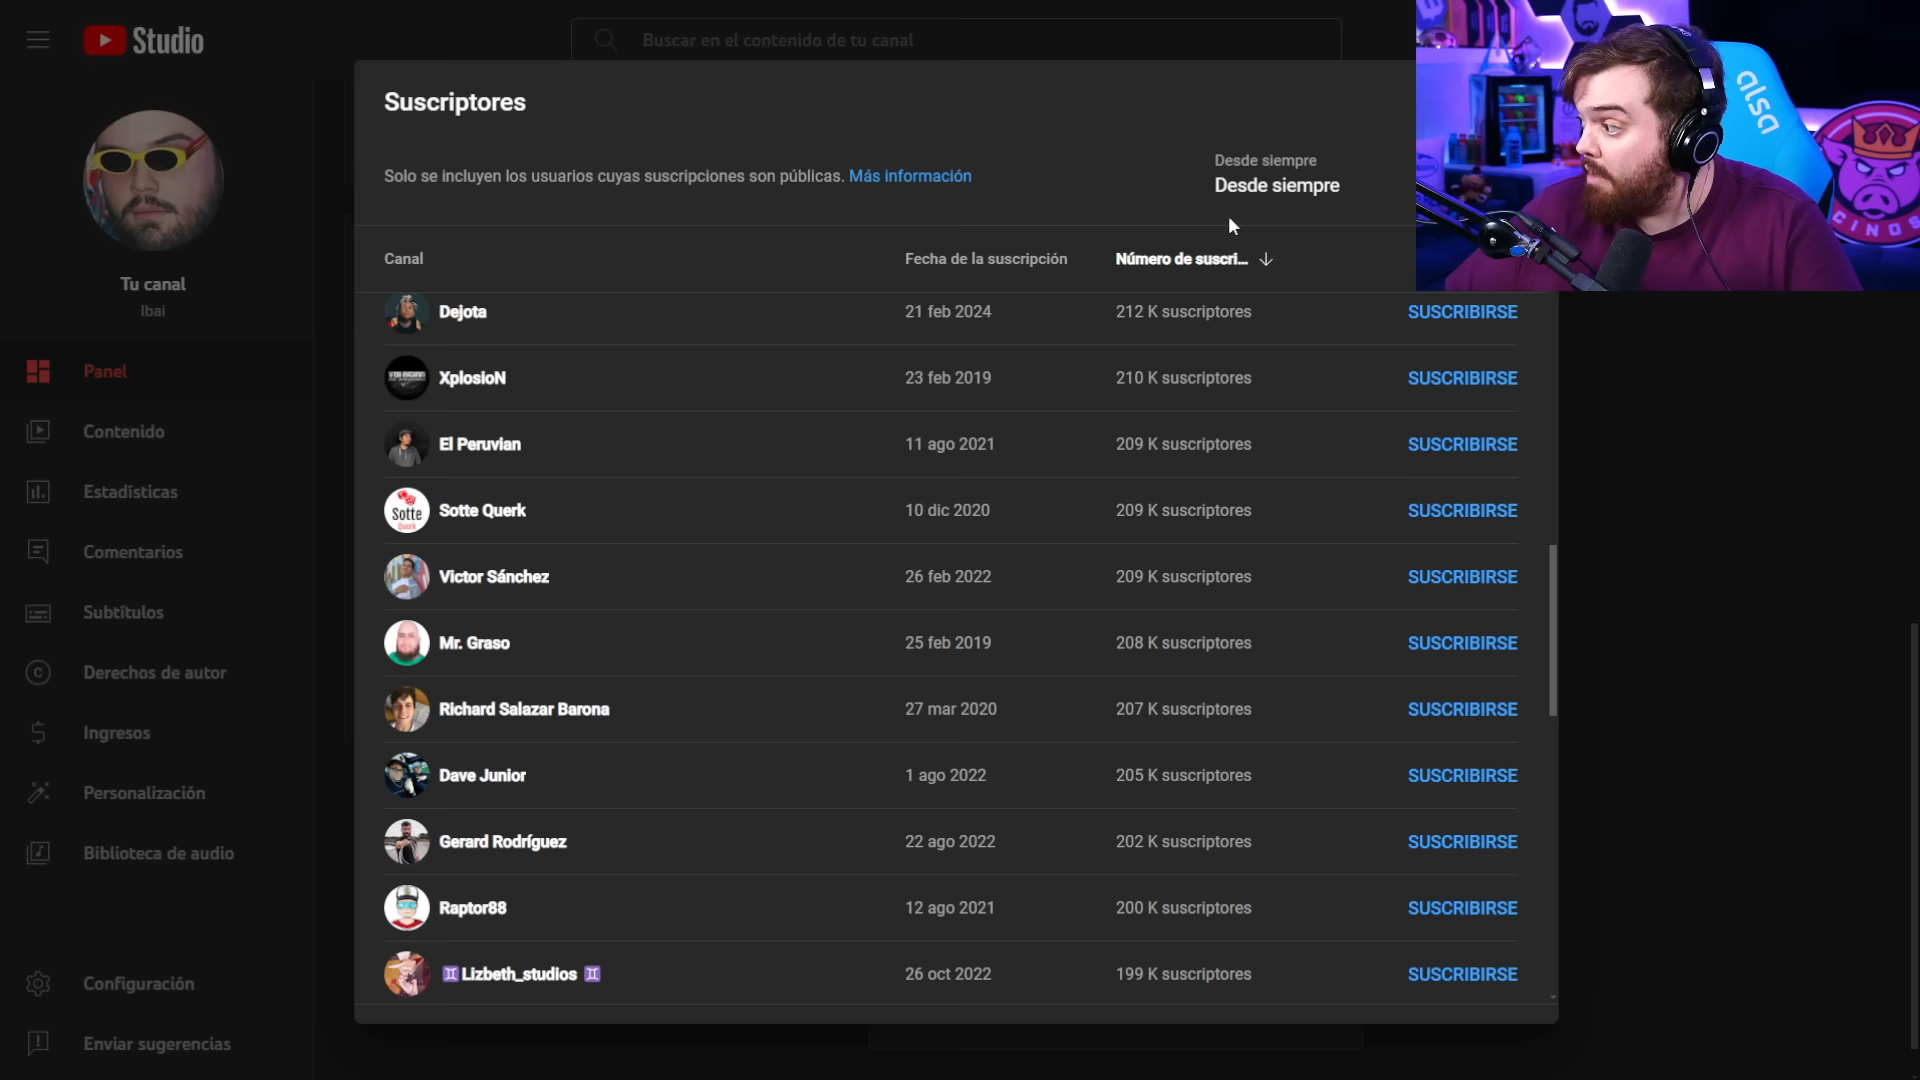 Studio
Buscar en el contenido de tu canal
Suscriptores
Solo se incluyen los usuarios cuyas suscripciones son públicas. Más información
Desde siempre
Desde siempre
Tu canal
Ibai
Panel
Contenido
Estadísticas
Comentarios
Subtítulos
Derechos de autor
Ingresos
Personalización
Biblioteca de audio
Configuración
Enviar sugerencias
Canal Fecha de la suscripción Número de suscri...
Dejota 21 feb 2024 212 K suscriptores SUSCRIBIRSE
XplosioN 23 feb 2019 210 K suscriptores SUSCRIBIRSE
El Peruvian 11 ago 2021 209 K suscriptores SUSCRIBIRSE
Sotte Querk 10 dic 2020 209 K suscriptores SUSCRIBIRSE
Victor Sánchez 26 feb 2022 209 K suscriptores SUSCRIBIRSE
Mr. Graso 25 feb 2019 208 K suscriptores SUSCRIBIRSE
Richard Salazar Barona 27 mar 2020 207 K suscriptores SUSCRIBIRSE
Dave Junior 1 ago 2022 205 K suscriptores SUSCRIBIRSE
Gerard Rodríguez 22 ago 2022 202 K suscriptores SUSCRIBIRSE
Raptor88 12 ago 2021 200 K suscriptores SUSCRIBIRSE
♊Lizbeth_studios ♊ 26 oct 2022 199 K suscriptores SUSCRIBIRSE
Sotte
Querk
alsa
CINOS